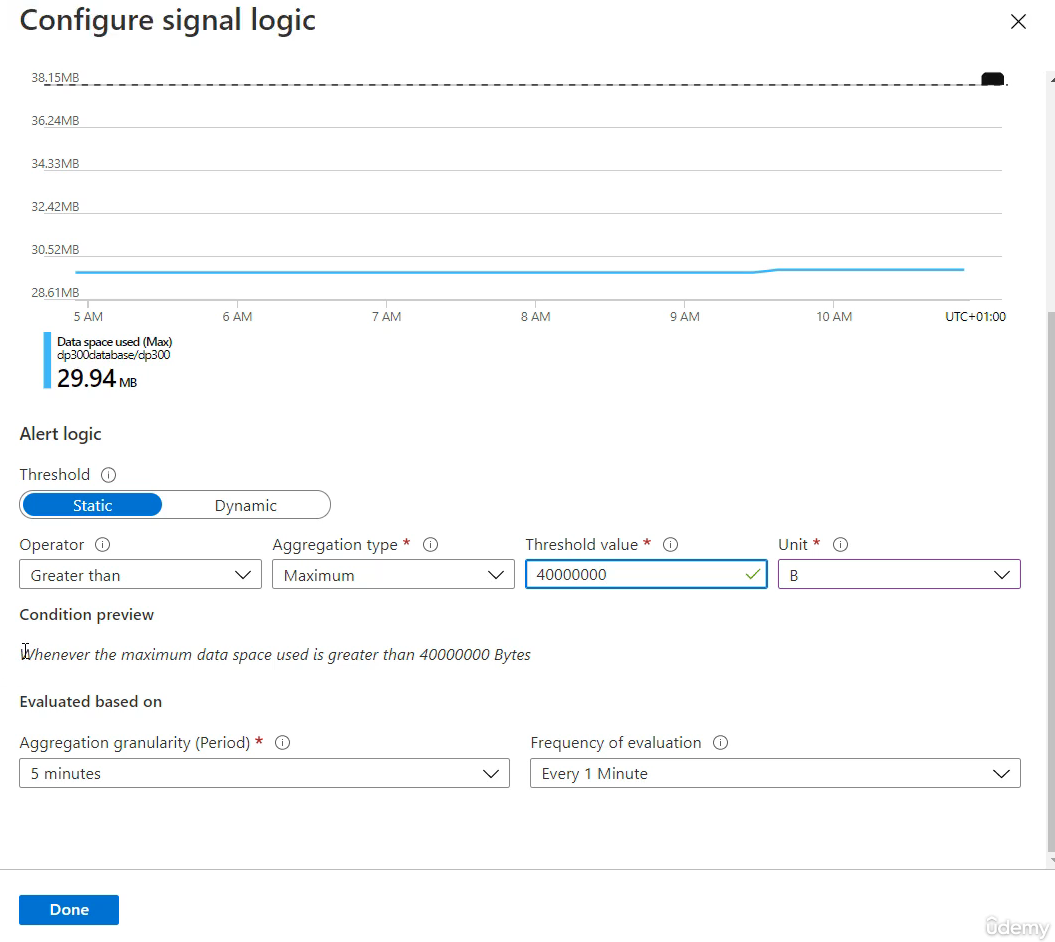 Configure signal logic
38.15MB
36.24MB
34.33MB
32.42MB
30.52MB
28.61MB
5 AM 6 AM 7 AM 8 AM 9 AM 10 AM UTC+01:00
Data space used (Max)
dp300database/dp300
29.94 MB
Alert logic
Threshold
Static Dynamic
Operator Aggregation type * Threshold value * Unit *
Greater than Maximum 40000000 B
Condition preview
Whenever the maximum data space used is greater than 40000000 Bytes
Evaluated based on
Aggregation granularity (Period) * Frequency of evaluation
5 minutes Every 1 Minute
Done
ûdemy